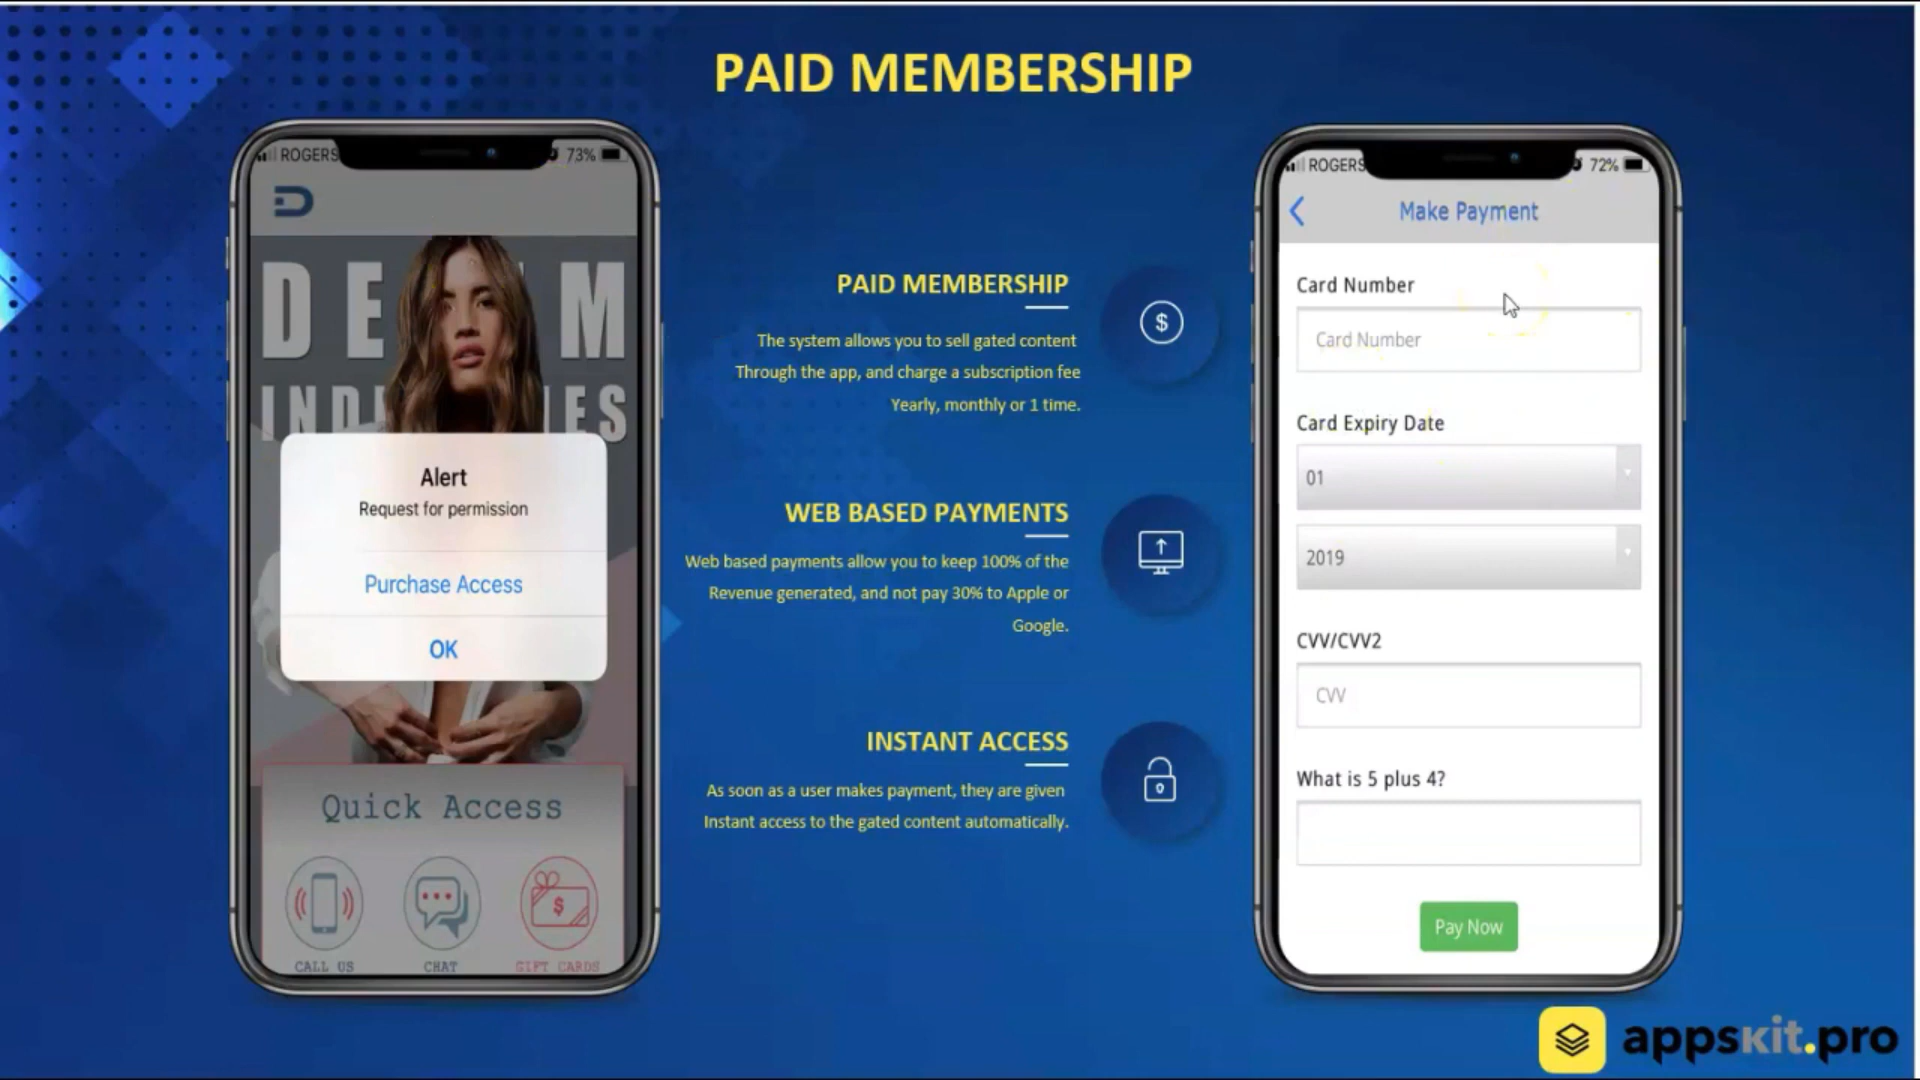 PAID MEMBERSHIP
ROGERS
73%
DE M
IND IES
Alert
Request for permission
Purchase Access
OK
Quick Access
CALL US
CHAT
GIFT CARDS
PAID MEMBERSHIP
The system allows you to sell gated content
Through the app, and charge a subscription fee
Yearly, monthly or 1 time.
WEB BASED PAYMENTS
Web based payments allow you to keep 100% of the
Revenue generated, and not pay 30% to Apple or
Google.
INSTANT ACCESS
As soon as a user makes payment, they are given
Instant access to the gated content automatically.
ROGERS
72%
Make Payment
Card Number
Card Number
Card Expiry Date
01
2019
CVV/CVV2
CVV
What is 5 plus 4?
Pay Now
appskit.pro